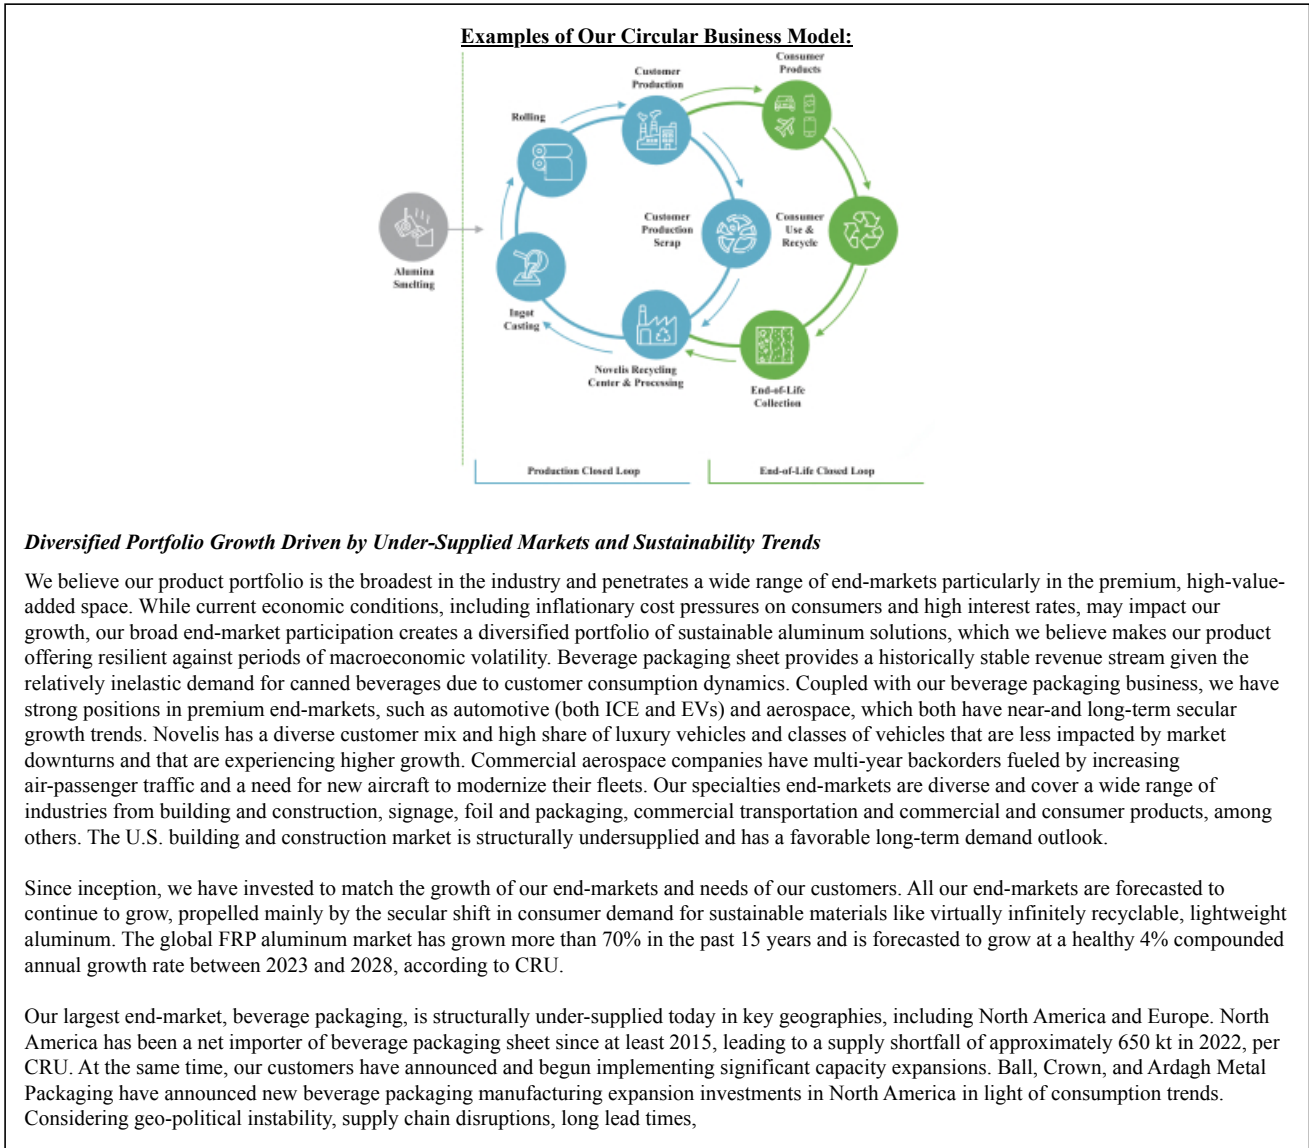 Examples of Our Circular Business Model:
Consumer
Products
Customer
Production
Rolling
Customer
Production
Scrap
Consumer
Use &
Recycle
Alumina
Smelting
Ingot
Casting
Novelis Recycling
Center & Processing
End-of-Life
Collection
Production Closed Loop
End-of-Life Closed Loop
Diversified Portfolio Growth Driven by Under-Supplied Markets and Sustainability Trends
We believe our product portfolio is the broadest in the industry and penetrates a wide range of end-markets particularly in the premium, high-value-
added space. While current economic conditions, including inflationary cost pressures on consumers and high interest rates, may impact our
growth, our broad end-market participation creates a diversified portfolio of sustainable aluminum solutions, which we believe makes our product
offering resilient against periods of macroeconomic volatility. Beverage packaging sheet provides a historically stable revenue stream given the
relatively inelastic demand for canned beverages due to customer consumption dynamics. Coupled with our beverage packaging business, we have
strong positions in premium end-markets, such as automotive (both ICE and EVs) and aerospace, which both have near-and long-term secular
growth trends. Novelis has a diverse customer mix and high share of luxury vehicles and classes of vehicles that are less impacted by market
downturns and that are experiencing higher growth. Commercial aerospace companies have multi-year backorders fueled by increasing
air-passenger traffic and a need for new aircraft to modernize their fleets. Our specialties end-markets are diverse and cover a wide range of
industries from building and construction, signage, foil and packaging, commercial transportation and commercial and consumer products, among
others. The U.S. building and construction market is structurally undersupplied and has a favorable long-term demand outlook.
Since inception, we have invested to match the growth of our end-markets and needs of our customers. All our end-markets are forecasted to
continue to grow, propelled mainly by the secular shift in consumer demand for sustainable materials like virtually infinitely recyclable, lightweight
aluminum. The global FRP aluminum market has grown more than 70% in the past 15 years and is forecasted to grow at a healthy 4% compounded
annual growth rate between 2023 and 2028, according to CRU.
Our largest end-market, beverage packaging, is structurally under-supplied today in key geographies, including North America and Europe. North
America has been a net importer of beverage packaging sheet since at least 2015, leading to a supply shortfall of approximately 650 kt in 2022, per
CRU. At the same time, our customers have announced and begun implementing significant capacity expansions. Ball, Crown, and Ardagh Metal
Packaging have announced new beverage packaging manufacturing expansion investments in North America in light of consumption trends.
Considering geo-political instability, supply chain disruptions, long lead times,